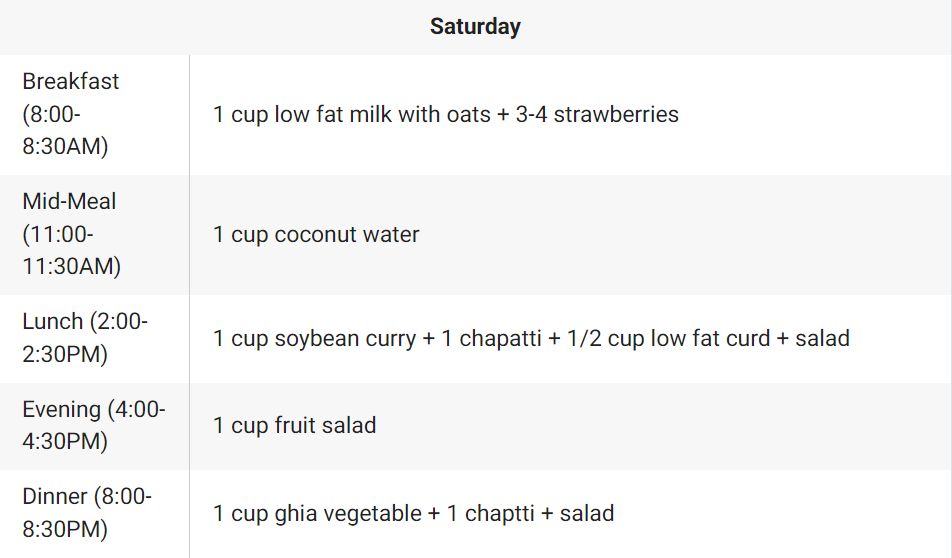 Saturday
Breakfast
(8:00-
8:30AM)
1 cup low fat milk with oats + 3-4 strawberries
Mid-Meal
(11:00-
11:30AM)
1 cup coconut water
Lunch (2:00-
2:30PM)
1 cup soybean curry + 1 chapatti + 1/2 cup low fat curd + salad
Evening (4:00-
4:30PM)
1 cup fruit salad
Dinner (8:00-
8:30PM)
1 cup ghia vegetable + 1 chaptti + salad